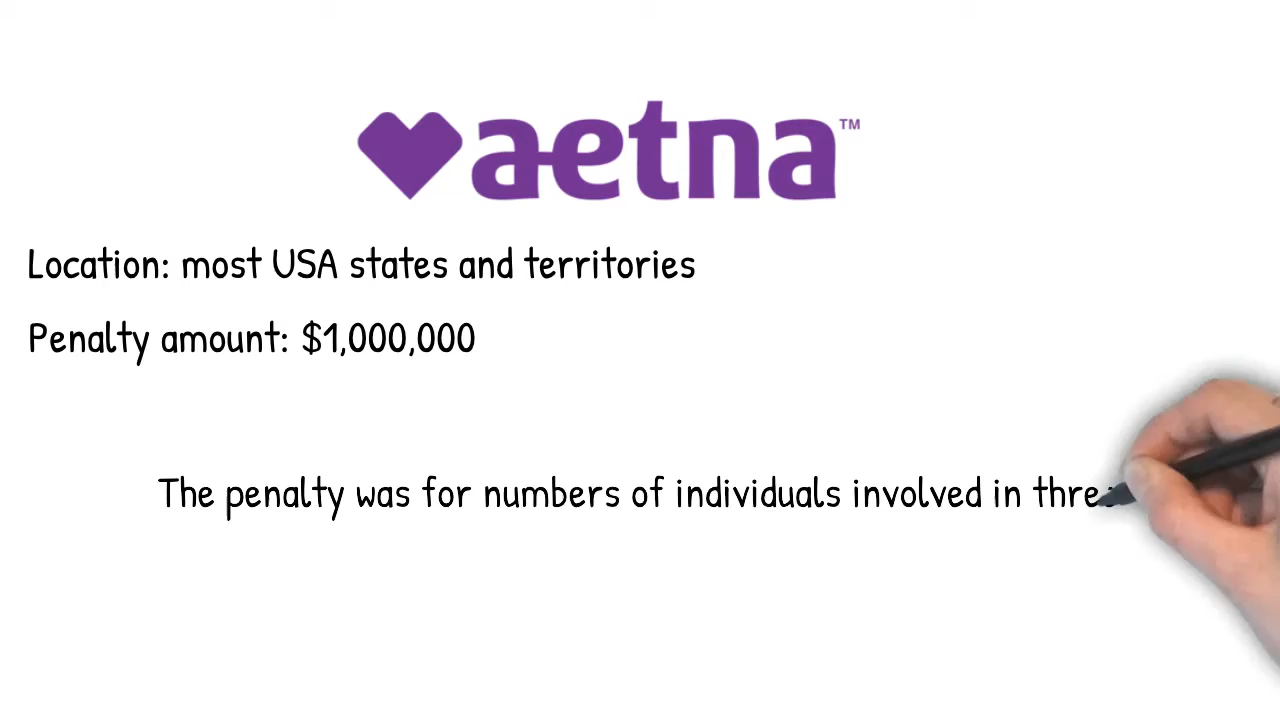 aetna™
Location: most USA states and territories
Penalty amount: $1,000,000
The penalty was for numbers of individuals involved in